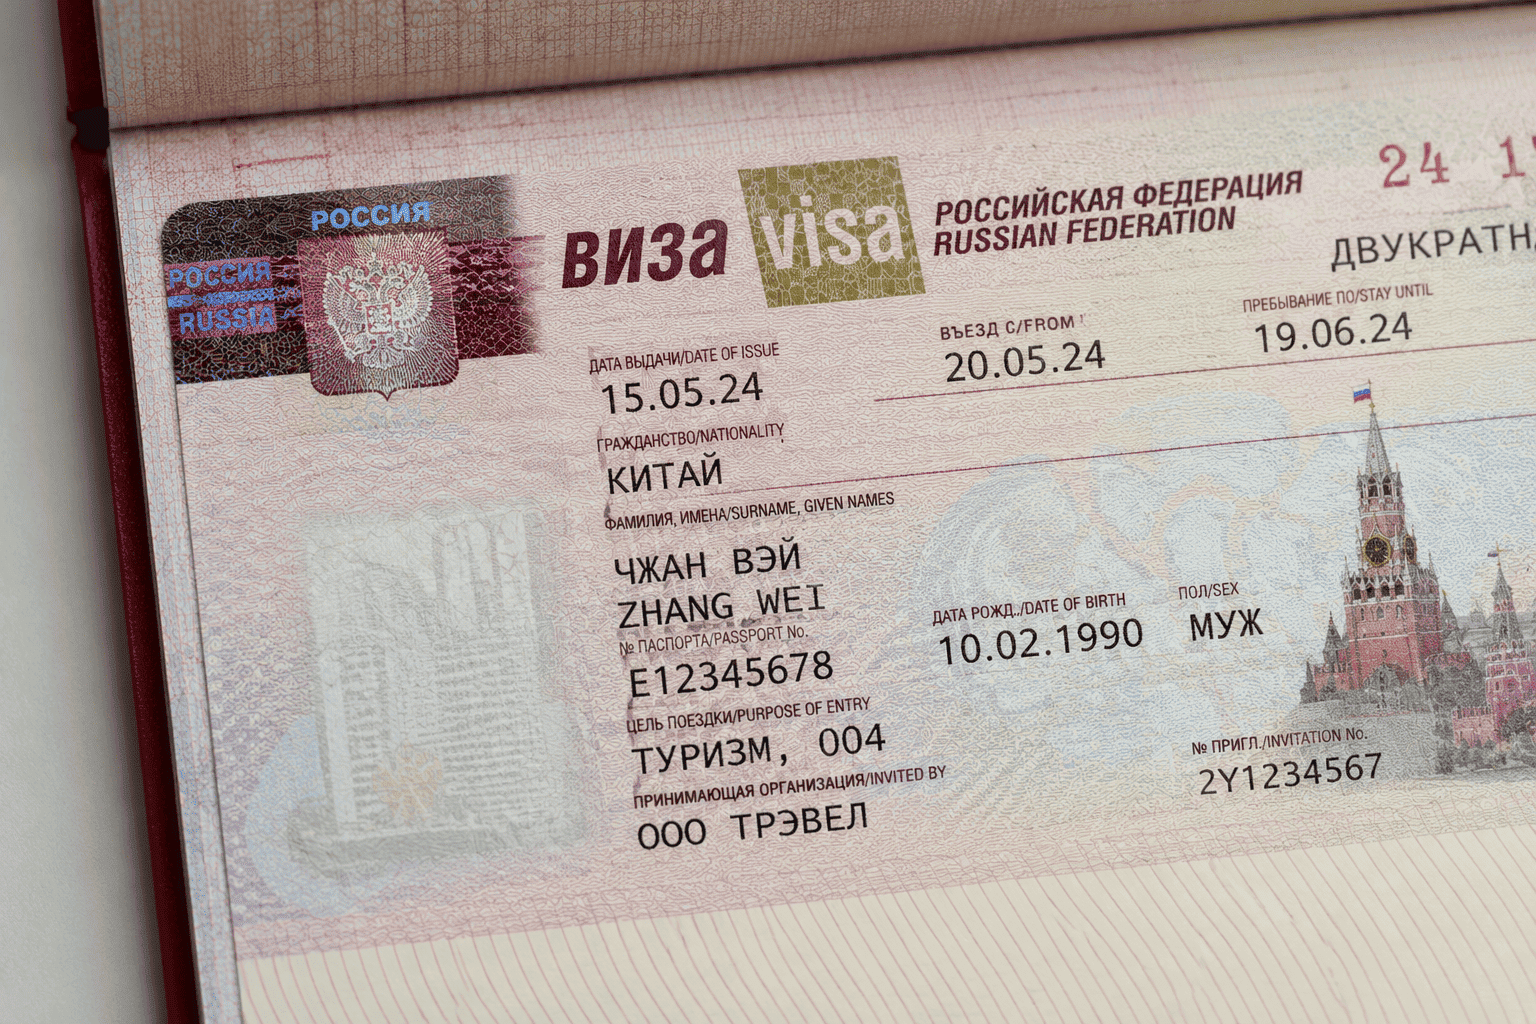 РОССИЯ
РОССИЯ
RUSSIA
ВИЗА visa РОССИЙСКАЯ ФЕДЕРАЦИЯ
RUSSIAN FEDERATION
24
ДАТА ВЫДАЧИ/DATE OF ISSUE
15.05.24
ВЪЕЗД С/FROM
20.05.24
ПРЕБЫВАНИЕ ПО/STAY UNTIL
19.06.24
ГРАЖДАНСТВО/NATIONALITY
КИТАЙ
ФАМИЛИЯ, ИМЕНА/SURNAME, GIVEN NAMES
ЧЖАН ВЭЙ
ZHANG WEI
ДАТА РОЖД../DATE OF BIRTH
10.02.1990
ПОЛ/SEX
МУЖ
№ ПАСПОРТА/PASSPORT No.
E12345678
ЦЕЛЬ ПОЕЗДКИ/PURPOSE OF ENTRY
ТУРИЗМ, 004
№ ПРИГЛ./INVITATION No.
2Y1234567
ПРИНИМАЮЩАЯ ОРГАНИЗАЦИЯ/INVITED BY
ООО ТРЭВЕЛ